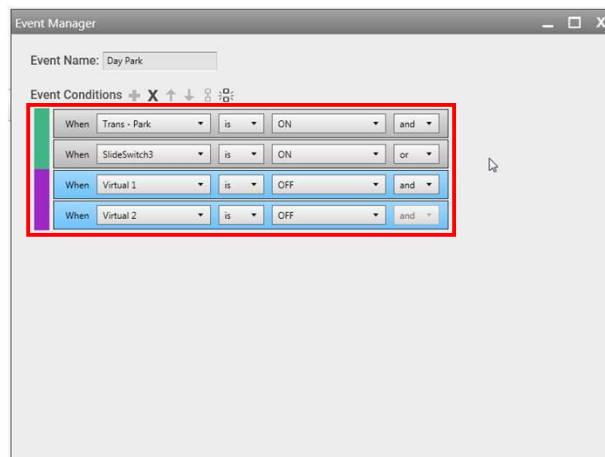 Event Manager
Event Name: Day Park
Event Conditions
When Trans - Park is ON and
When SlideSwitch3 is ON or
When Virtual 1 is OFF and
When Virtual 2 is OFF and